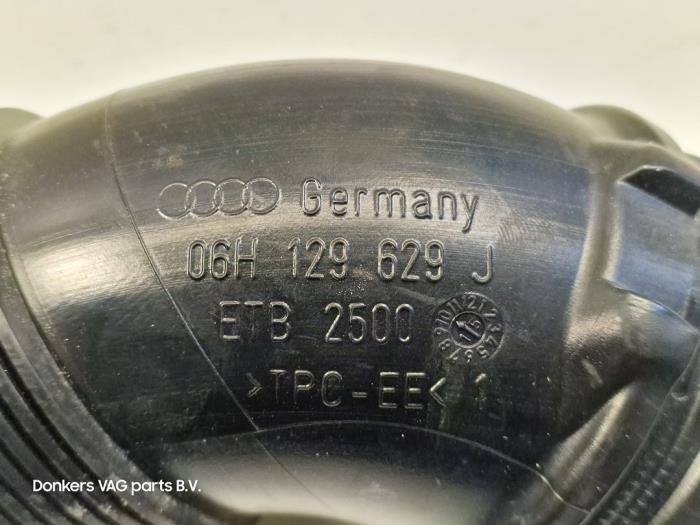 Germany
06H 129 629 J
ETB 2500
>TPC-EE< 1
Donkers VAG parts B.V.